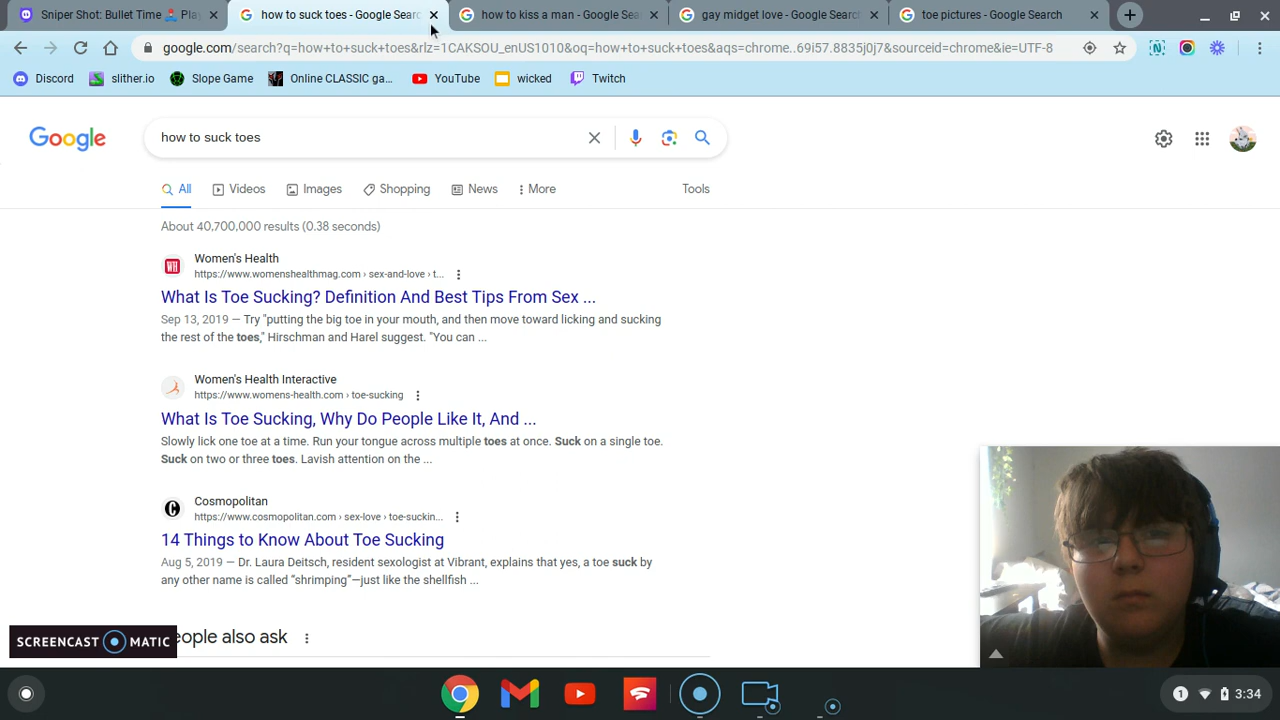 Sniper Shot: Bullet Time
Play
how to suck toes - Google Searc
how to kiss a man - Google Sea
gay midget love - Google Search
toe pictures - Google Search
google.com/search?q=how+to+suck+toes&rlz=1CAKSOU_enUS1010&oq=how+to+suck+toes&aqs=chrome..69i57.8835j0j7&sourceid=chrome&ie=UTF-8
Discord
slither.io
Slope Game
Online CLASSIC ga...
YouTube
wicked
Twitch
Google
how to suck toes
All
Videos
Images
Shopping
News
More
Tools
About 40,700,000 results (0.38 seconds)
WH
Women's Health
https://www.womenshealthmag.com › sex-and-love › t...
What Is Toe Sucking? Definition And Best Tips From Sex ...
Sep 13, 2019 — Try "putting the big toe in your mouth, and then move toward licking and sucking
the rest of the toes," Hirschman and Harel suggest. "You can ...
Women's Health Interactive
https://www.womens-health.com › toe-sucking
What Is Toe Sucking, Why Do People Like It, And ...
Slowly lick one toe at a time. Run your tongue across multiple toes at once. Suck on a single toe.
Suck on two or three toes. Lavish attention on the ...
C
Cosmopolitan
https://www.cosmopolitan.com › sex-love › toe-suckin...
14 Things to Know About Toe Sucking
Aug 5, 2019 — Dr. Laura Deitsch, resident sexologist at Vibrant, explains that yes, a toe suck by
any other name is called “shrimping”—just like the shellfish ...
SCREENCAST MATIC
eople also ask
1
3:34